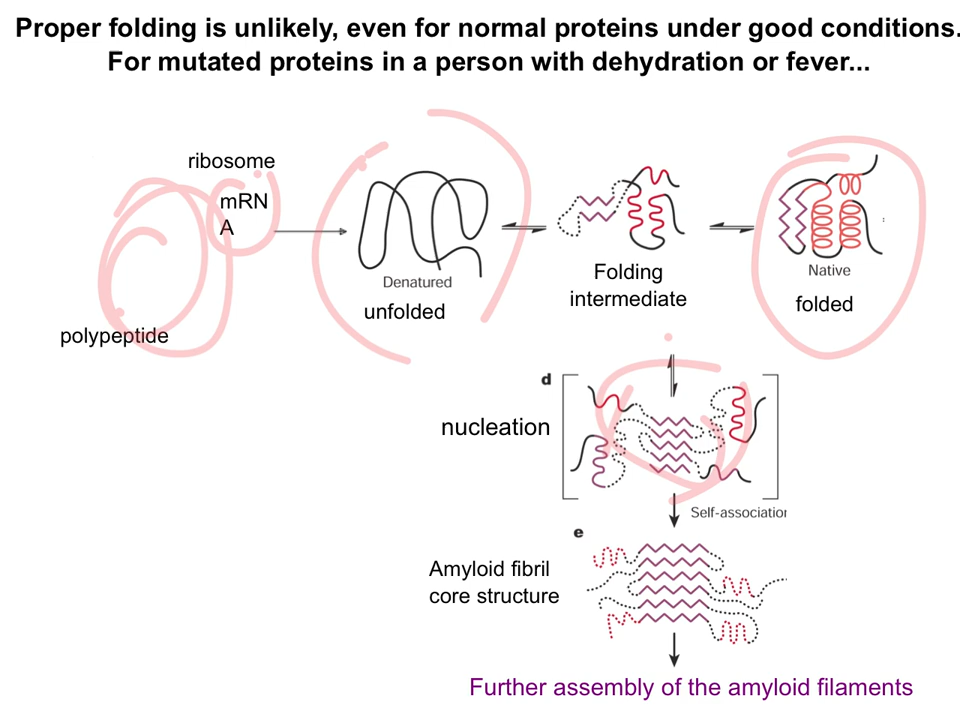 Proper folding is unlikely, even for normal proteins under good conditions.
For mutated proteins in a person with dehydration or fever...
ribosome
mRN
A
polypeptide
Denatured
unfolded
Folding
intermediate
Native
folded
d
nucleation
Self-association
e
Amyloid fibril
core structure
Further assembly of the amyloid filaments